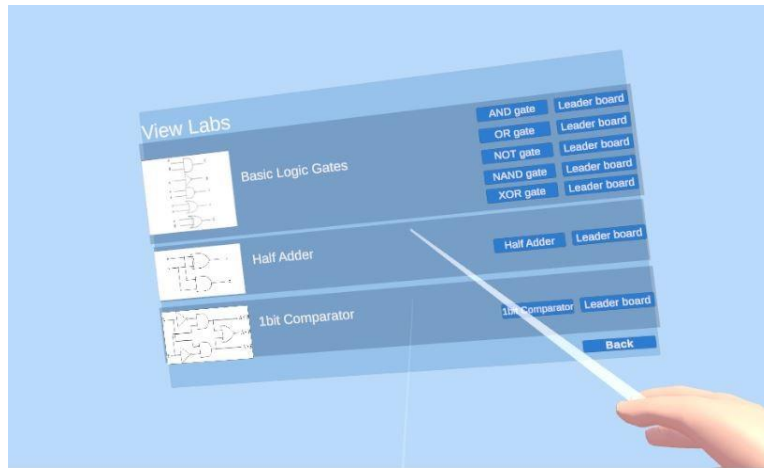 View Labs
Basic Logic Gates
AND gate Leader board
OR gate Leader board
NOT gate Leader board
NAND gate Leader board
XOR gate Leader board
Half Adder
Half Adder Leader board
1bit Comparator
1bit Comparator Leader board
Back